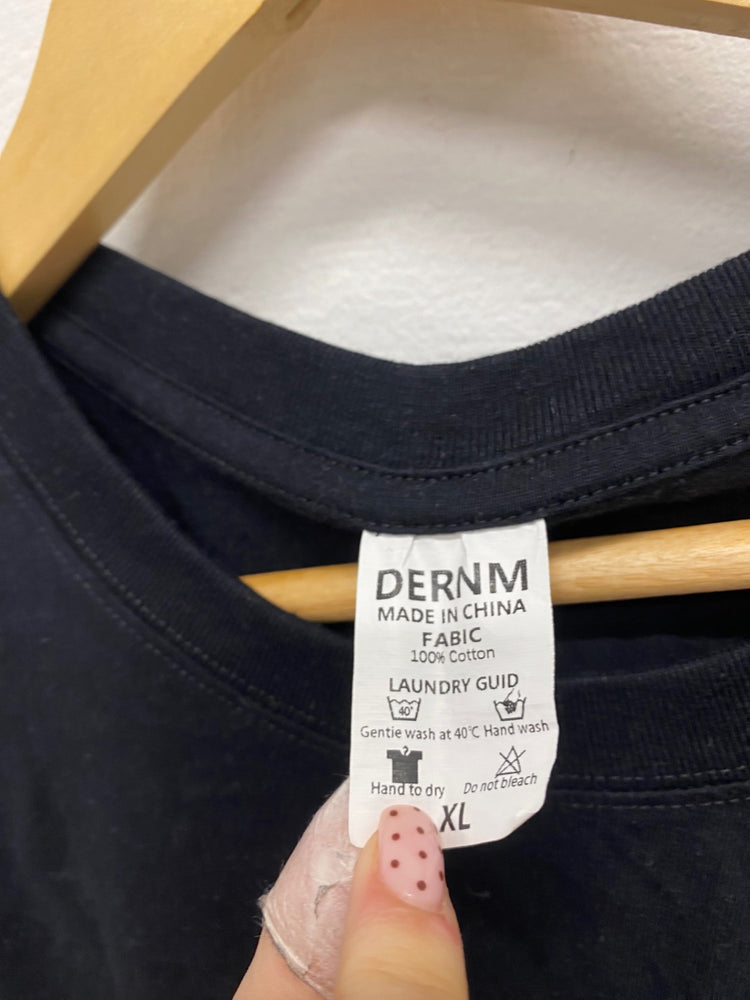 DERNM
MADE IN CHINA
FABIC
100% Cotton
LAUNDRY GUID
40°
Gentie wash at 40°C Hand wash
Hand to dry Do not bleach
XL